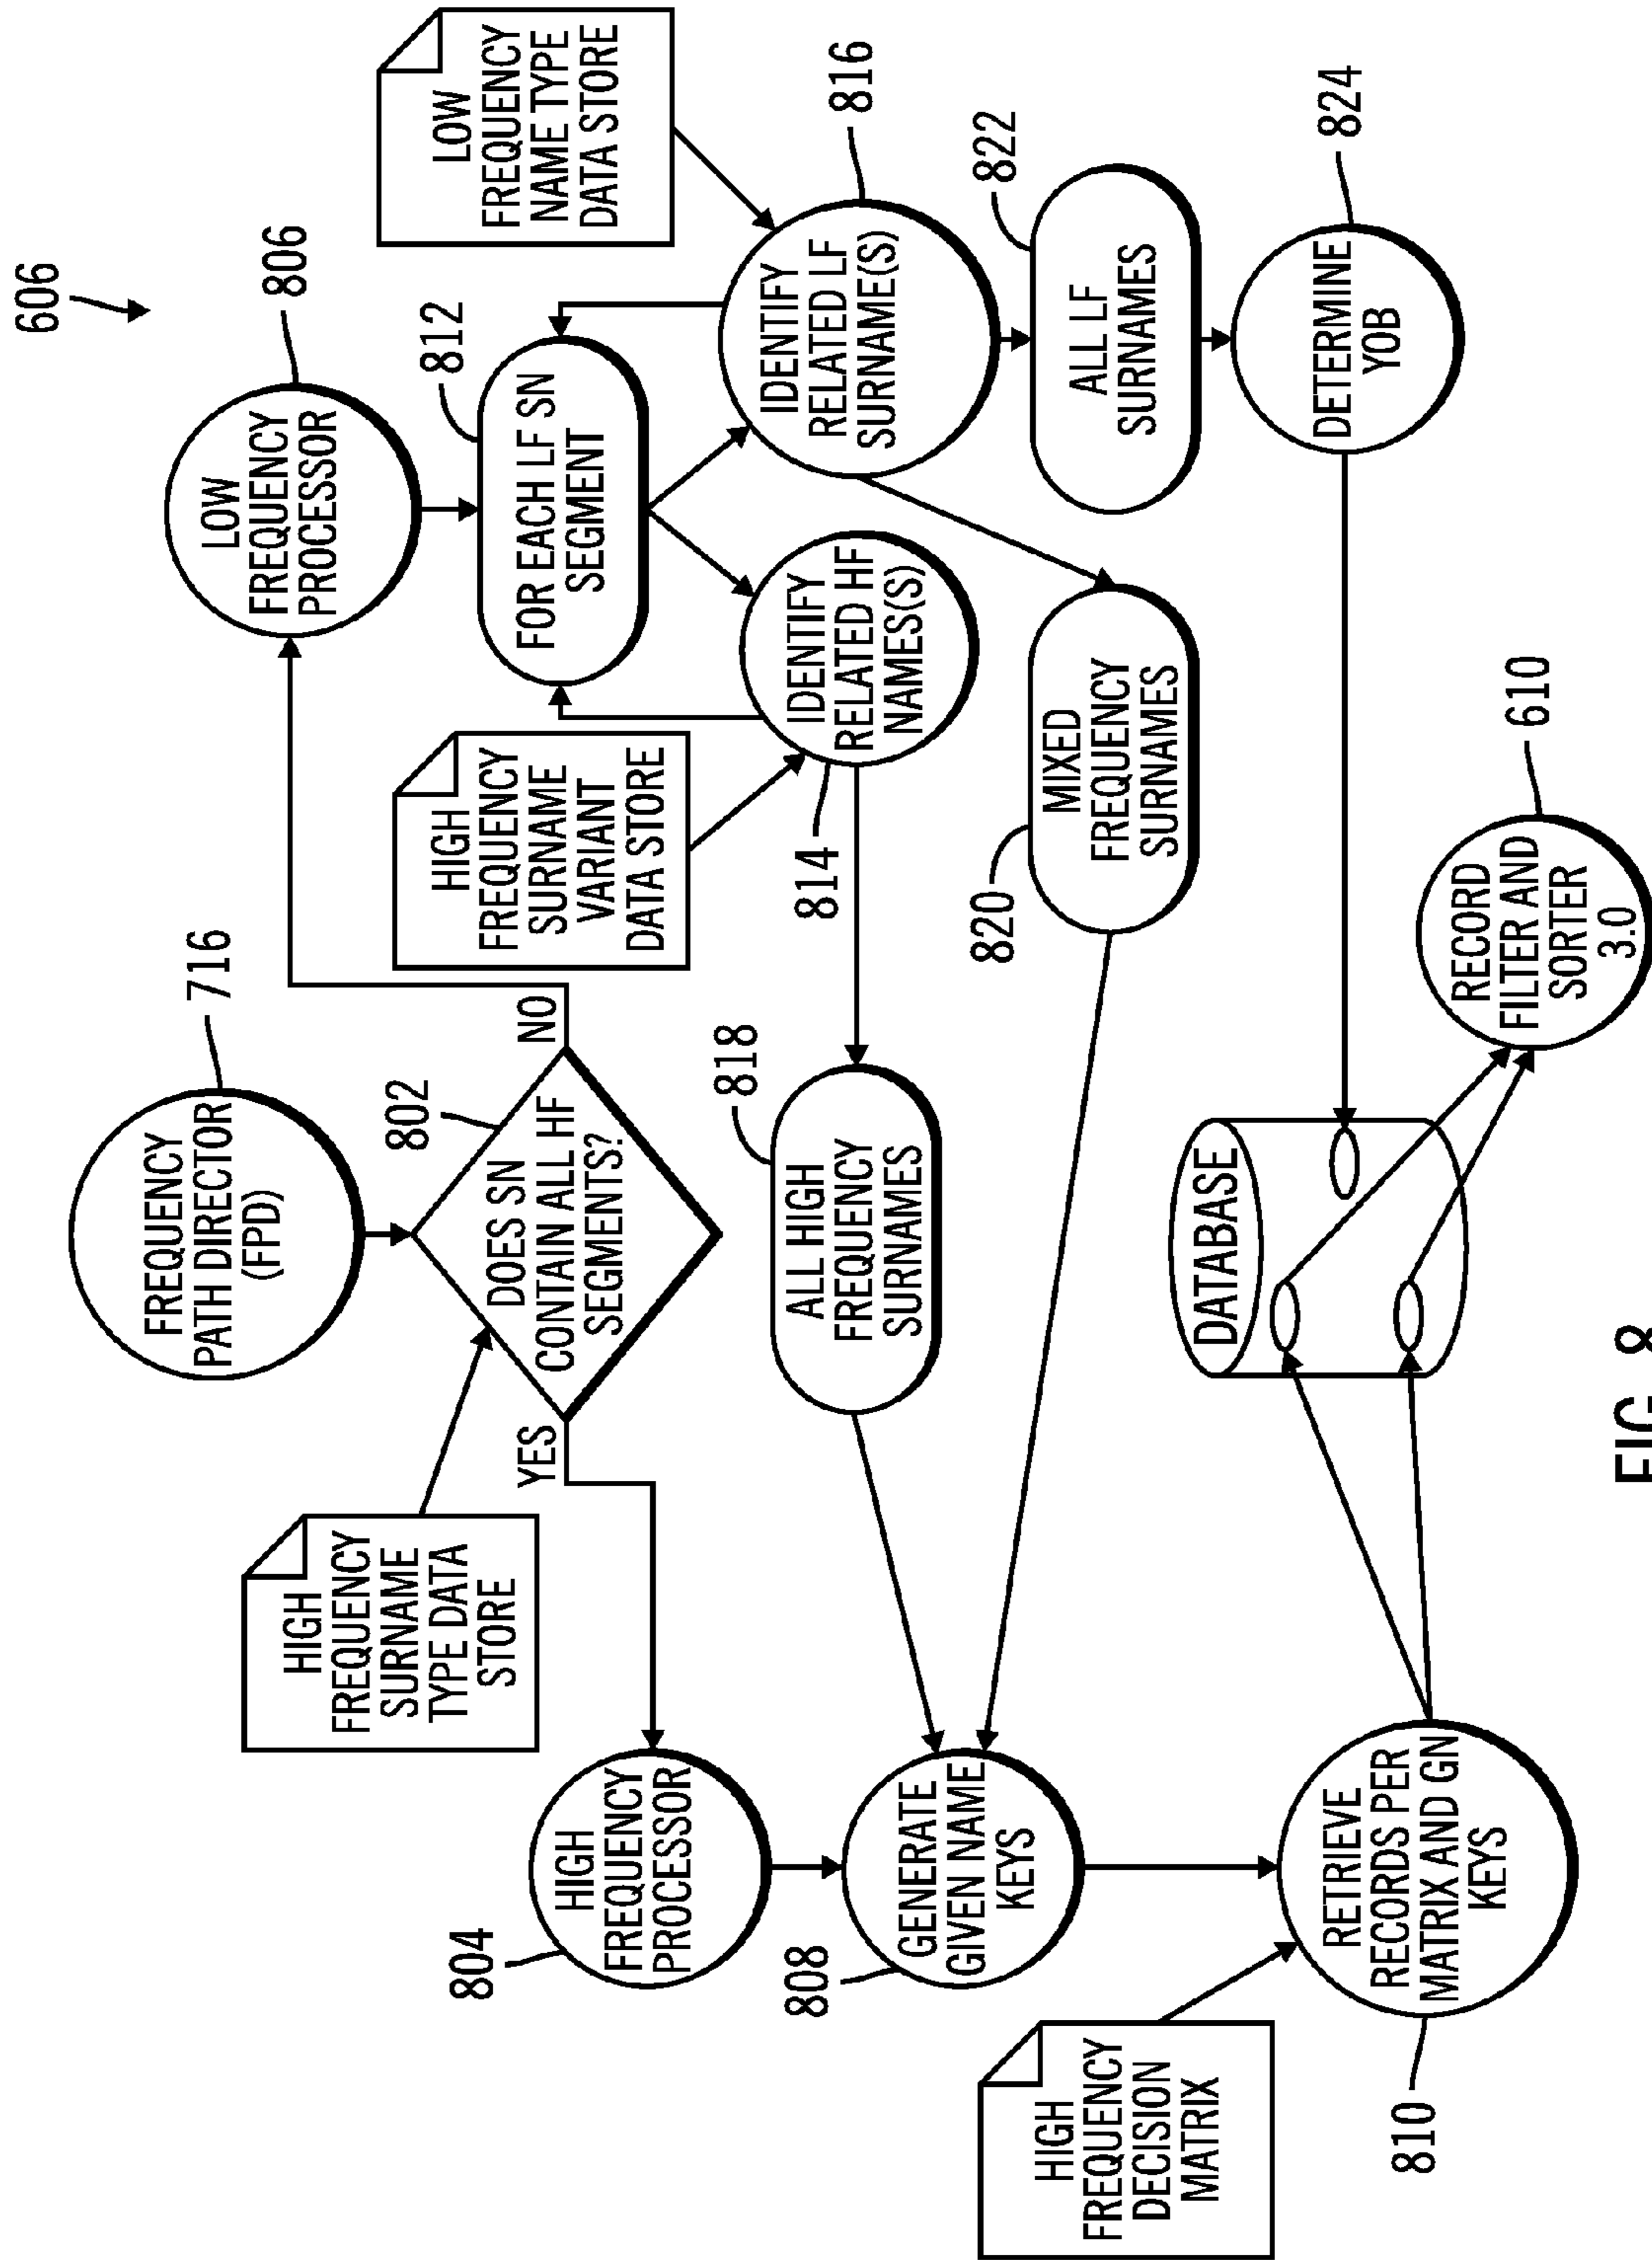 606
FREQUENCY
PATH DIRECTOR
(FPD)
716
LOW
FREQUENCY
PROCESSOR
806
HIGH
FREQUENCY
SURNAME
TYPE DATA
STORE
DOES SN
CONTAIN ALL HF
SEGMENTS?
802
YES
NO
HIGH
FREQUENCY
SURNAME
VARIANT
DATA STORE
FOR EACH LF SN
SEGMENT
812
LOW
FREQUENCY
NAME TYPE
DATA STORE
804
HIGH
FREQUENCY
PROCESSOR
ALL HIGH
FREQUENCY
SURNAMES
818
814
IDENTIFY
RELATED HF
NAMES(S)
IDENTIFY
RELATED LF
SURNAME(S)
816
808
GENERATE
GIVEN NAME
KEYS
820
MIXED
FREQUENCY
SURNAMES
ALL LF
SURNAMES
822
HIGH
FREQUENCY
DECISION
MATRIX
810
RETRIEVE
RECORDS PER
MATRIX AND GN
KEYS
DATABASE
DETERMINE
YOB
824
RECORD
FILTER AND
SORTER
3.0
610
FIG. 8